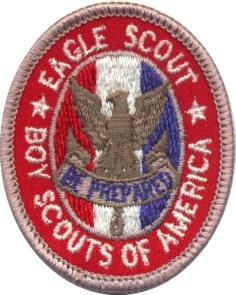 EAGLE SCOUT
BE PREPARED
BOY SCOUTS OF AMERICA